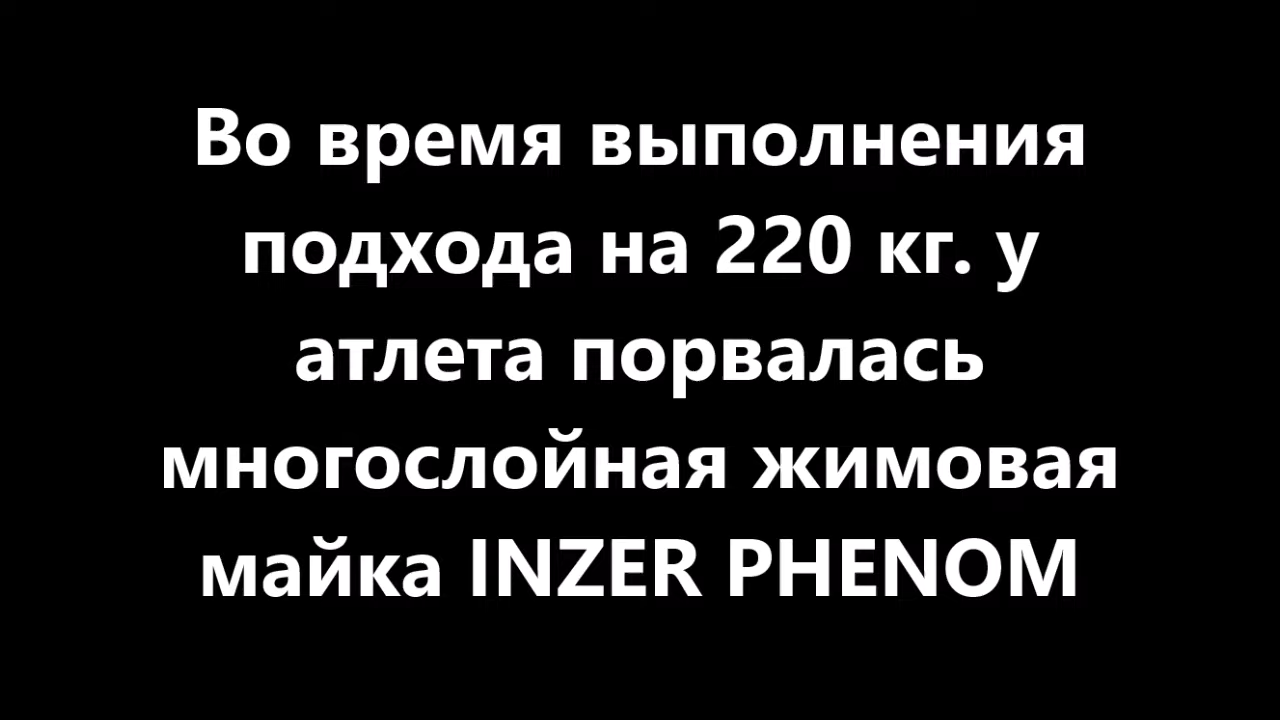 Во время выполнения
подхода на 220 кг. у
атлета порвалась
многослойная жимовая
майка INZER PHENOM